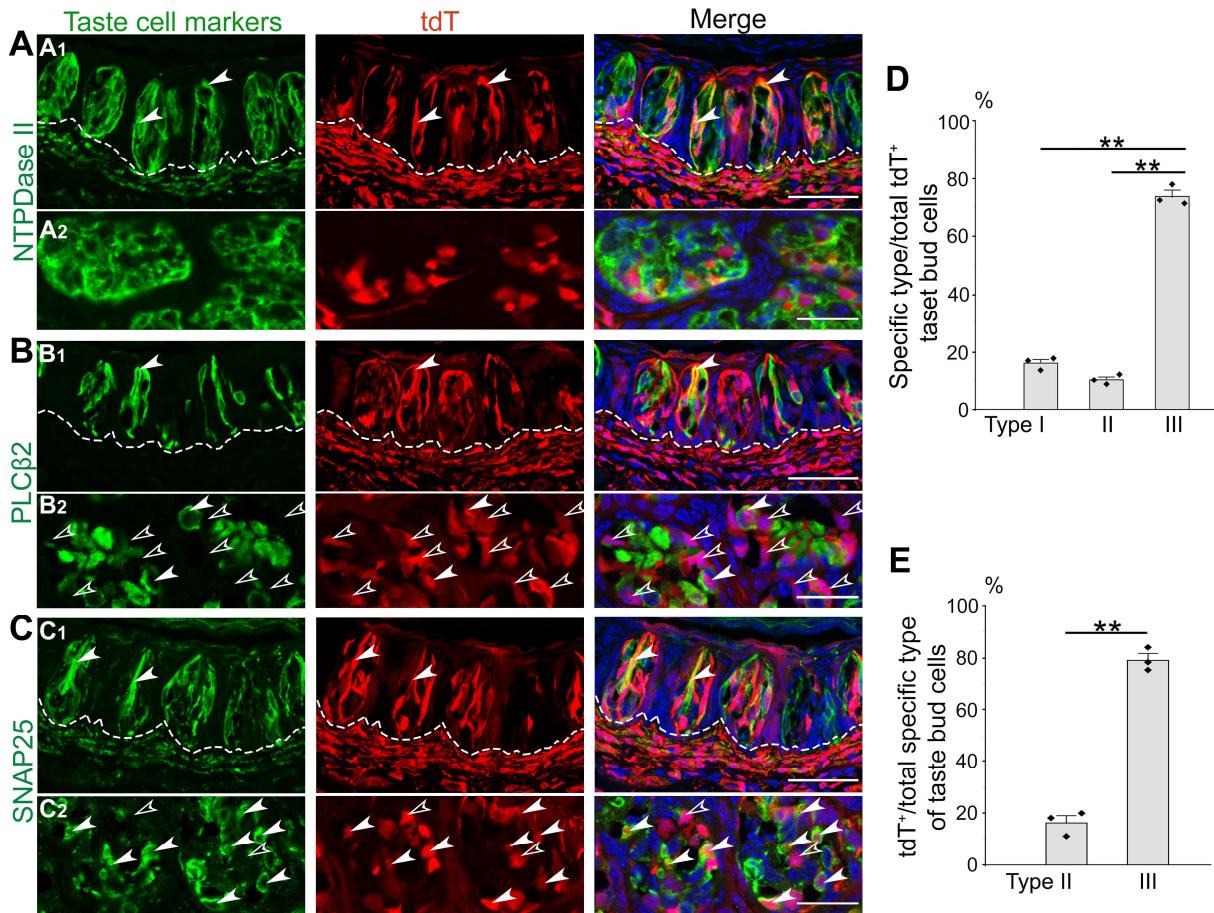 Taste cell markers
tdT
Merge
A
A1
NTPDase II
A2
B
B1
PLCβ2
B2
C
C1
SNAP25
C2
D
%
100
80
60
40
20
0
**
**
Specific type/total tdT⁺
taset bud cells
Type I II III
E
%
100
80
60
40
20
0
**
tdT⁺/total specific type
of taste bud cells
Type II III